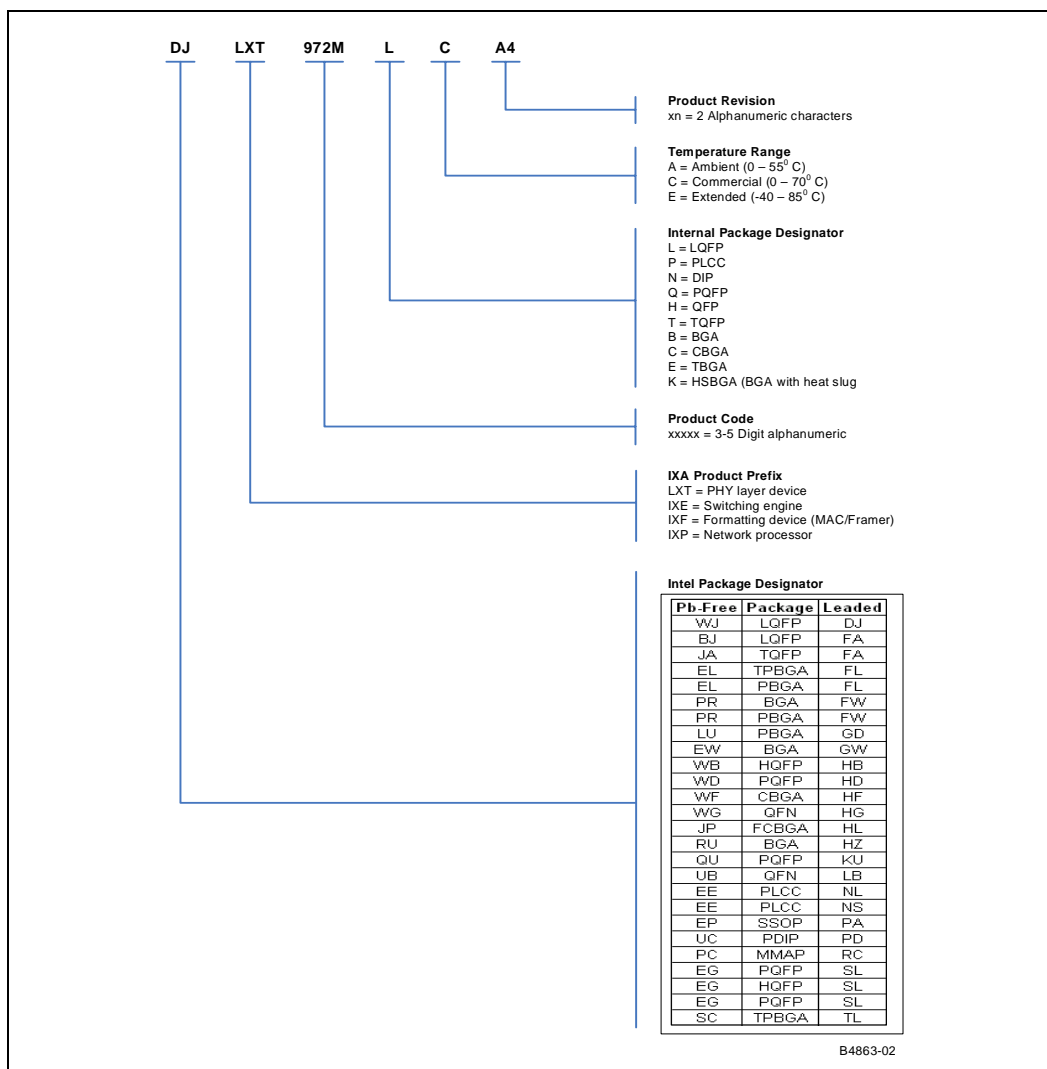 DJ LXT 972M L C A4
Product Revision
xn = 2 Alphanumeric characters
Temperature Range
A = Ambient (0 – 55⁰ C)
C = Commercial (0 – 70⁰ C)
E = Extended (-40 – 85⁰ C)
Internal Package Designator
L = LQFP
P = PLCC
N = DIP
Q = PQFP
H = QFP
T = TQFP
B = BGA
C = CBGA
E = TBGA
K = HSBGA (BGA with heat slug
Product Code
xxxxx = 3-5 Digit alphanumeric
IXA Product Prefix
LXT = PHY layer device
IXE = Switching engine
IXF = Formatting device (MAC/Framer)
IXP = Network processor
Intel Package Designator
Pb-Free Package Leaded
WJ LQFP DJ
BJ LQFP FA
JA TQFP FA
EL TPBGA FL
EL PBGA FL
PR BGA FW
PR PBGA FW
LU PBGA GD
EW BGA GW
WB HQFP HB
WD PQFP HD
WF CBGA HF
WG QFN HG
JP FCBGA HL
RU BGA HZ
QU PQFP KU
UB QFN LB
EE PLCC NL
EE PLCC NS
EP SSOP PA
UC PDIP PD
PC MMAP RC
EG PQFP SL
EG HQFP SL
EG PQFP SL
SC TPBGA TL
B4863-02